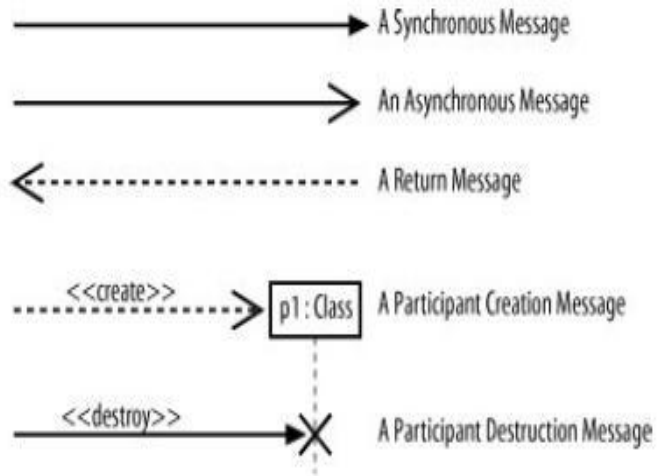 A Synchronous Message
An Asynchronous Message
A Return Message
<<create>>
p1 : Class
A Participant Creation Message
<<destroy>>
A Participant Destruction Message